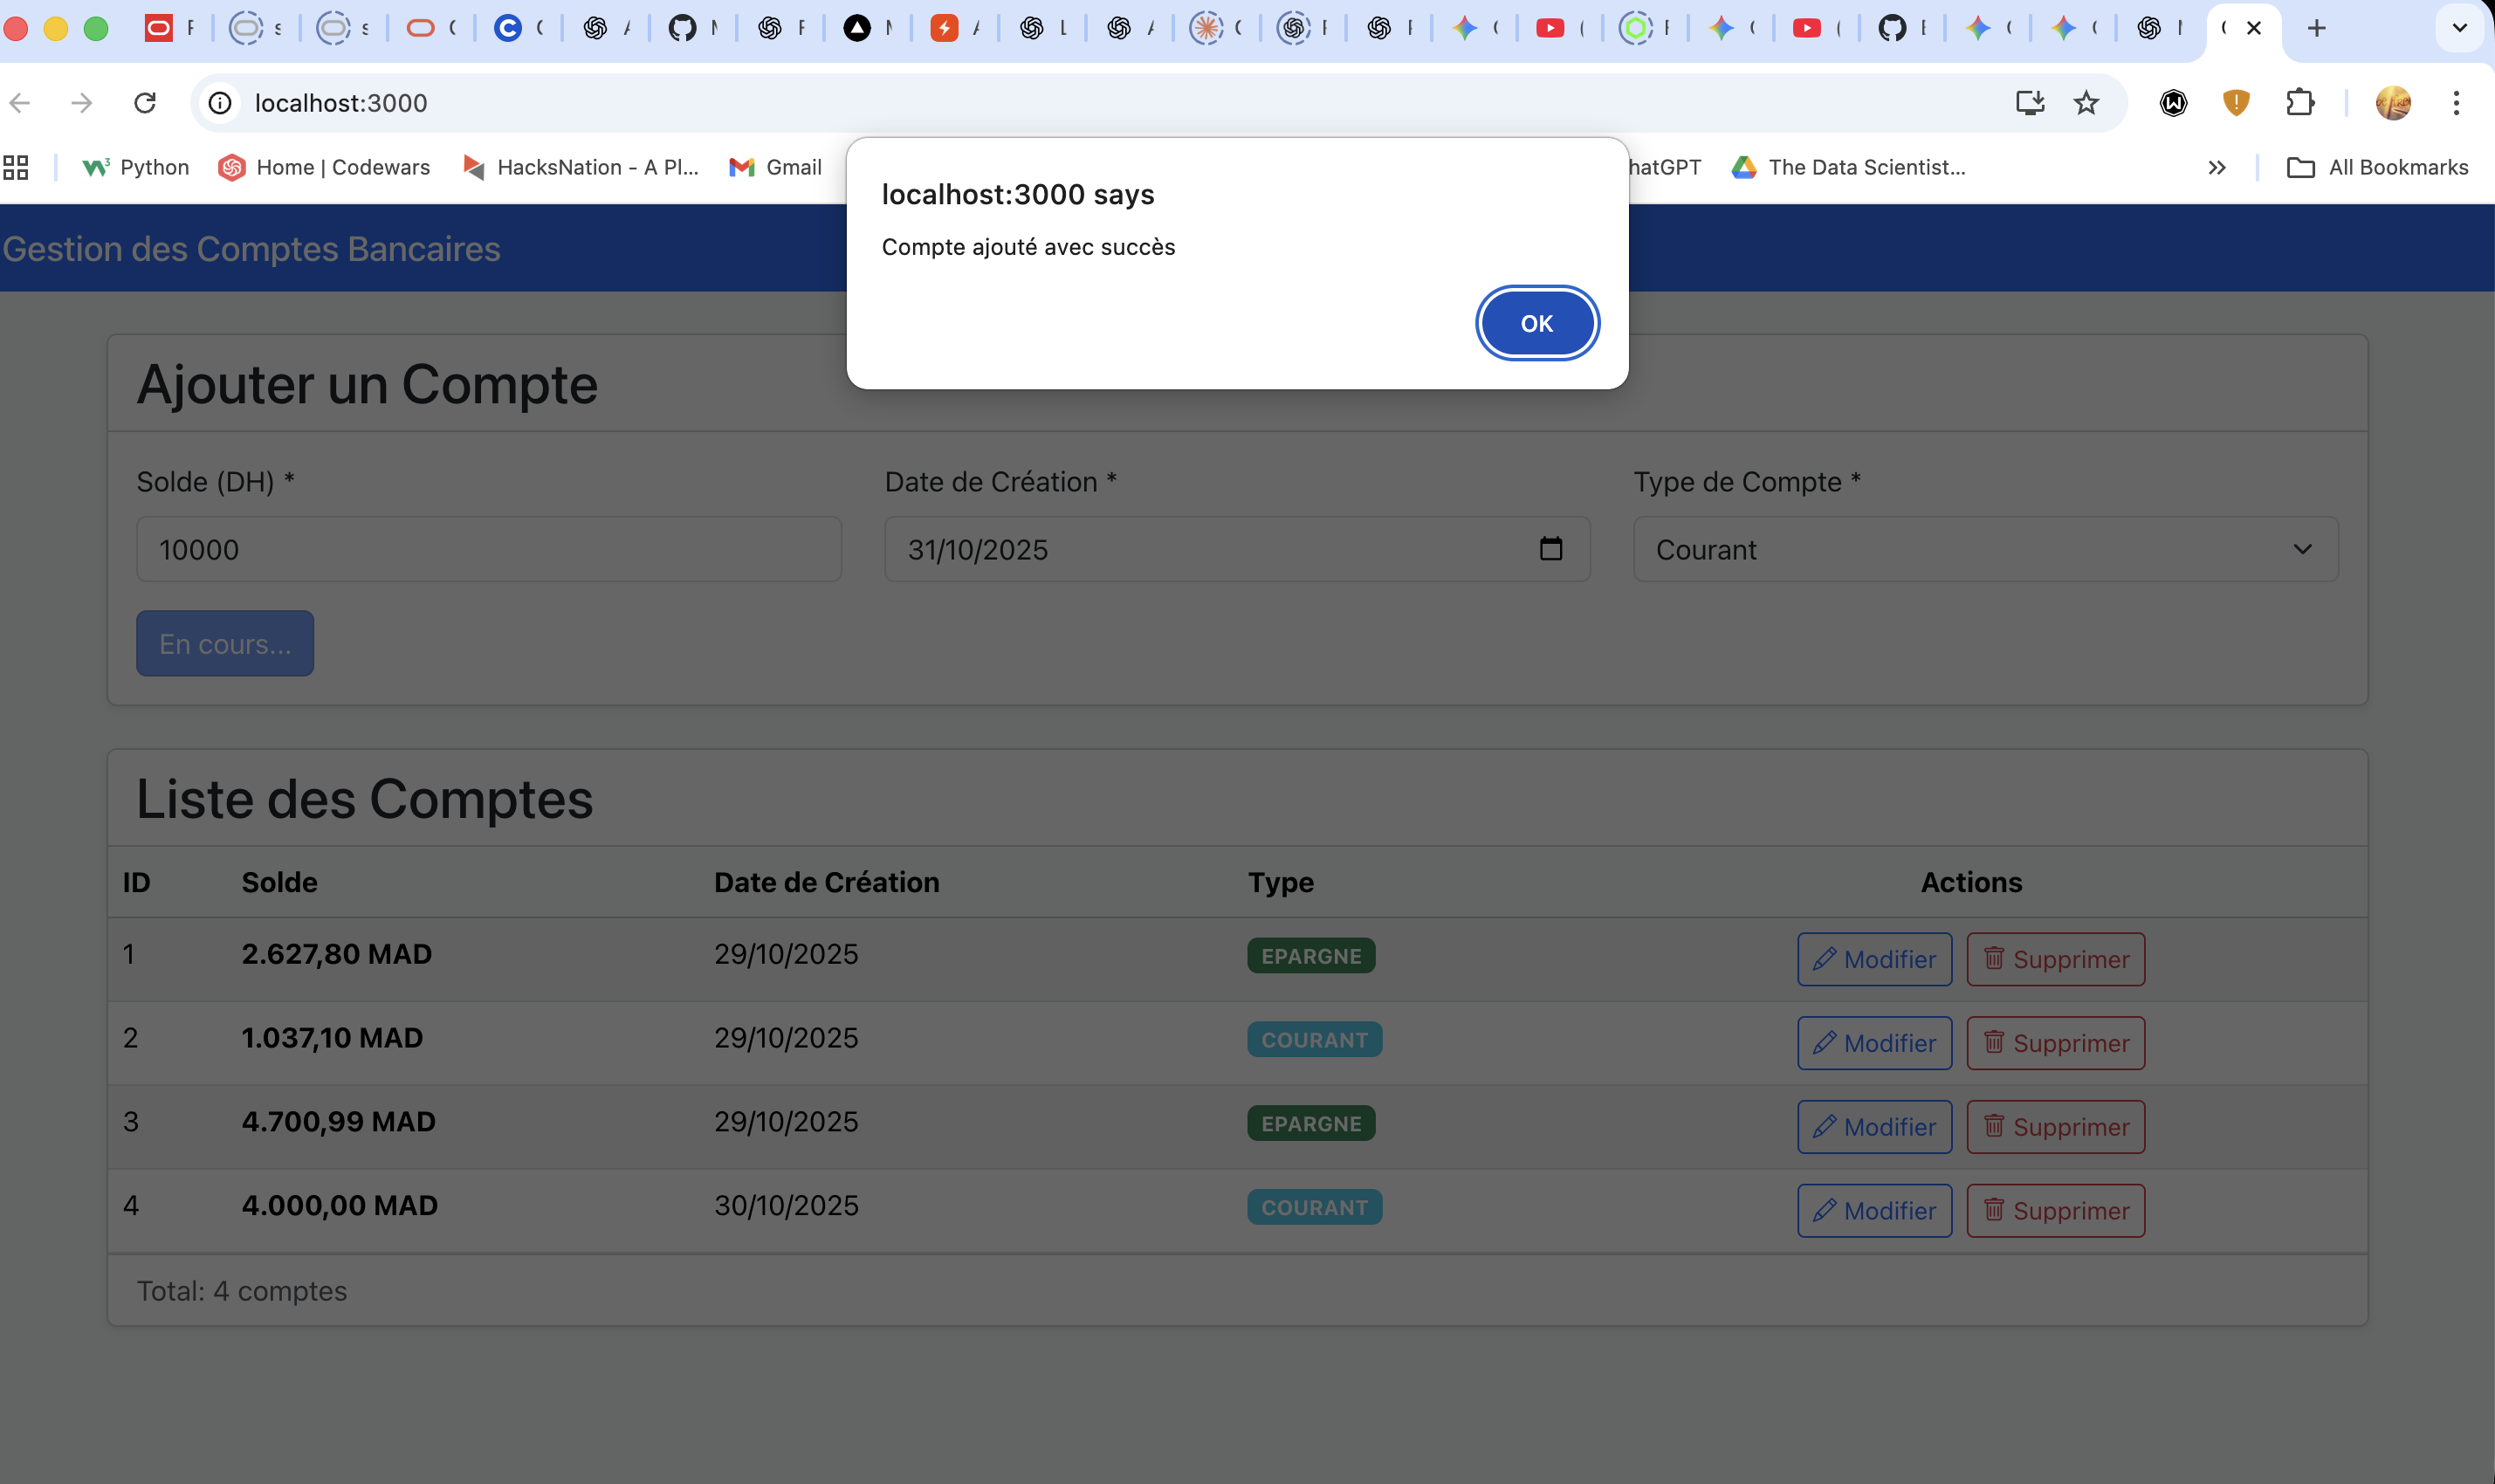 localhost:3000
Python
Home | Codewars
HacksNation - A Pl...
Gmail
hatGPT
The Data Scientist...
All Bookmarks
localhost:3000 says
Compte ajouté avec succès
OK
Gestion des Comptes Bancaires
Ajouter un Compte
Solde (DH) * Date de Création * Type de Compte *
10000 31/10/2025 Courant
En cours...
Liste des Comptes
ID Solde Date de Création Type Actions
1 2.627,80 MAD 29/10/2025 EPARGNE Modifier Supprimer
2 1.037,10 MAD 29/10/2025 COURANT Modifier Supprimer
3 4.700,99 MAD 29/10/2025 EPARGNE Modifier Supprimer
4 4.000,00 MAD 30/10/2025 COURANT Modifier Supprimer
Total: 4 comptes